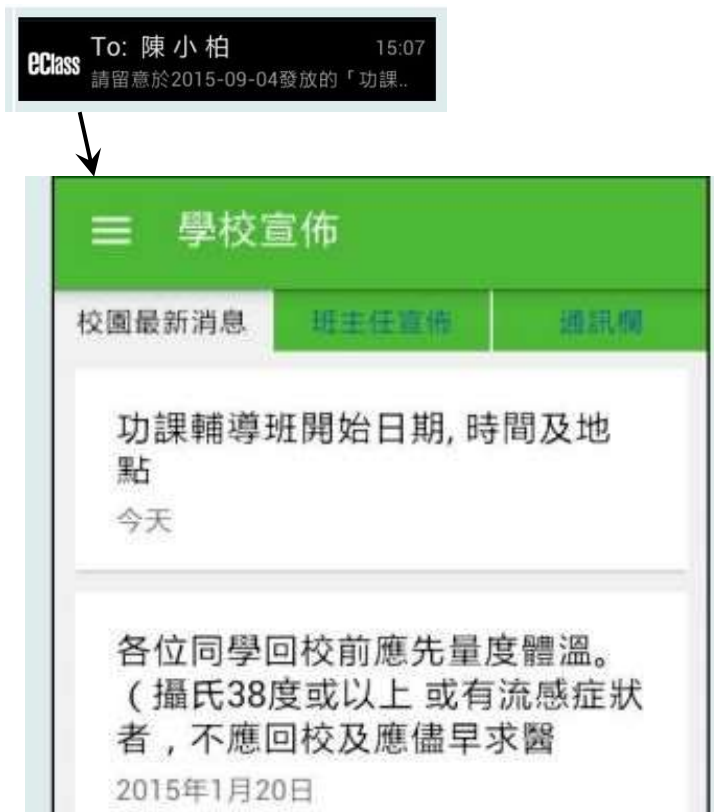 eClass
To: 陳小柏 15:07
請留意於2015-09-04發放的「功課..
學校宣佈
校園最新消息 班主任宣佈 通訊欄
功課輔導班開始日期, 時間及地
點
今天
各位同學回校前應先量度體溫。
（攝氏38度或以上 或有流感症狀
者，不應回校及應儘早求醫
2015年1月20日